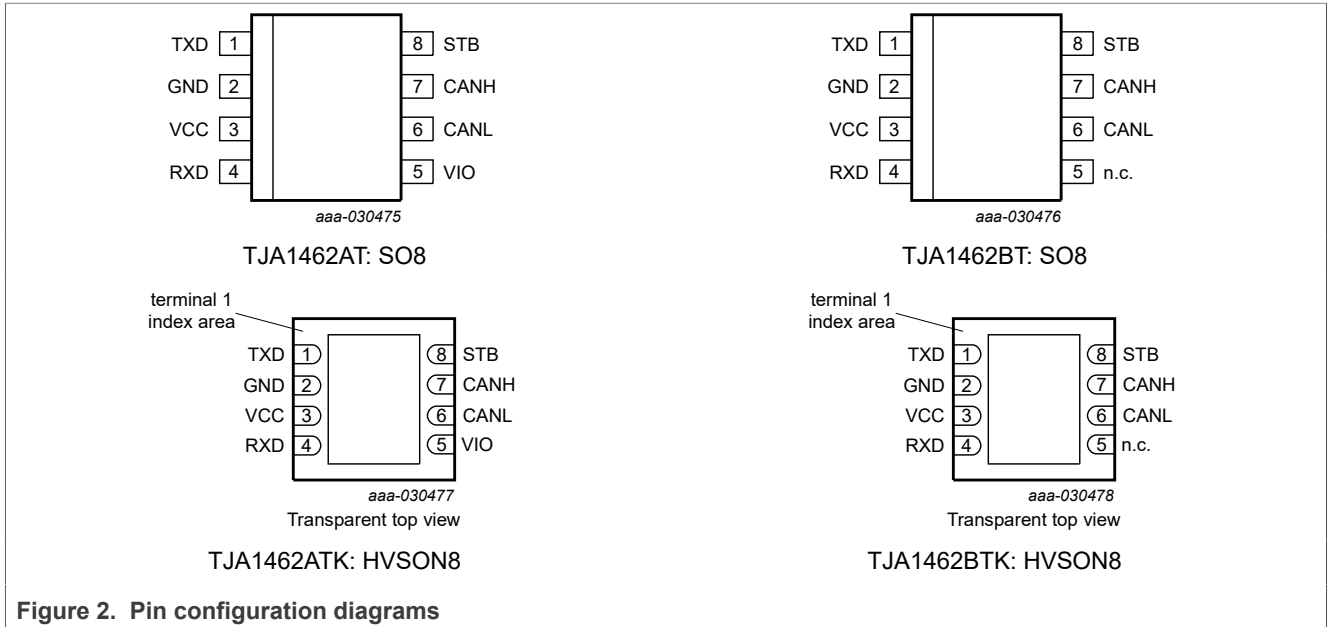 TXD 1 8 STB
GND 2 7 CANH
VCC 3 6 CANL
RXD 4 5 VIO
aaa-030475
TJA1462AT: SO8
TXD 1 8 STB
GND 2 7 CANH
VCC 3 6 CANL
RXD 4 5 n.c.
aaa-030476
TJA1462BT: SO8
terminal 1
index area
TXD 1 8 STB
GND 2 7 CANH
VCC 3 6 CANL
RXD 4 5 VIO
aaa-030477
Transparent top view
TJA1462ATK: HVSON8
terminal 1
index area
TXD 1 8 STB
GND 2 7 CANH
VCC 3 6 CANL
RXD 4 5 n.c.
aaa-030478
Transparent top view
TJA1462BTK: HVSON8
Figure 2. Pin configuration diagrams